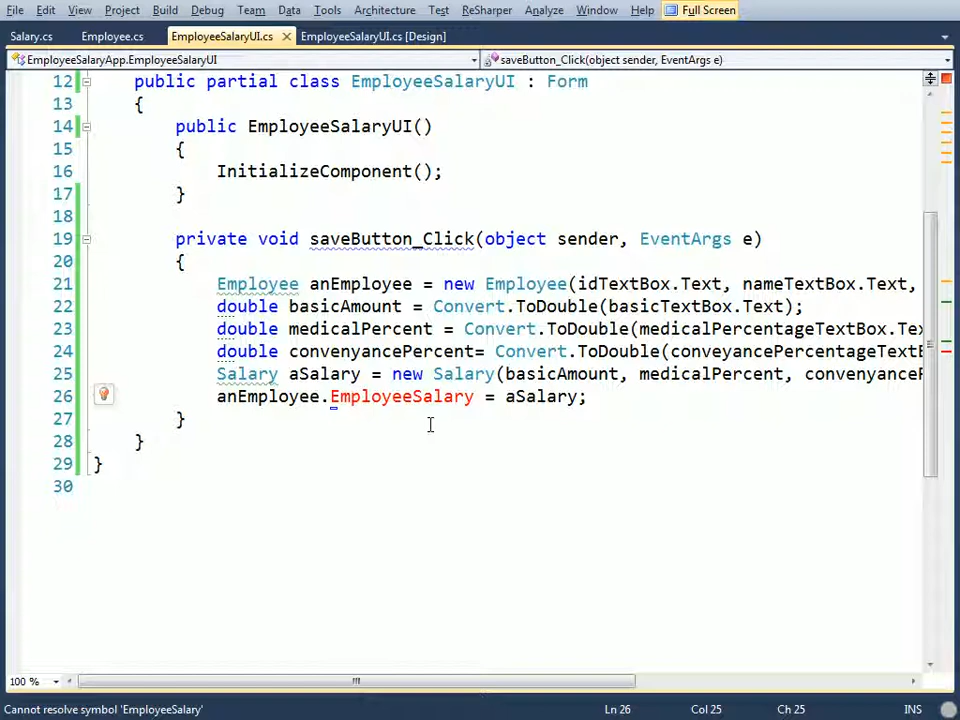 File Edit View Project Build Debug Team Data Tools Architecture Test ReSharper Analyze Window Help Full Screen
Salary.cs Employee.cs EmployeeSalaryUI.cs EmployeeSalaryUI.cs [Design]
EmployeeSalaryApp.EmployeeSalaryUI saveButton_Click(object sender, EventArgs e)
12 public partial class EmployeeSalaryUI : Form
13 {
14 public EmployeeSalaryUI()
15 {
16 InitializeComponent();
17 }
18
19 private void saveButton_Click(object sender, EventArgs e)
20 {
21 Employee anEmployee = new Employee(idTextBox.Text, nameTextBox.Text,
22 double basicAmount = Convert.ToDouble(basicTextBox.Text);
23 double medicalPercent = Convert.ToDouble(medicalPercentageTextBox.Tex
24 double convenyancePercent= Convert.ToDouble(conveyancePercentageTextB
25 Salary aSalary = new Salary(basicAmount, medicalPercent, convenyanceP
26 anEmployee.EmployeeSalary = aSalary;
27 }
28 }
29 }
30
100 %
Cannot resolve symbol 'EmployeeSalary' Ln 26 Col 25 Ch 25 INS